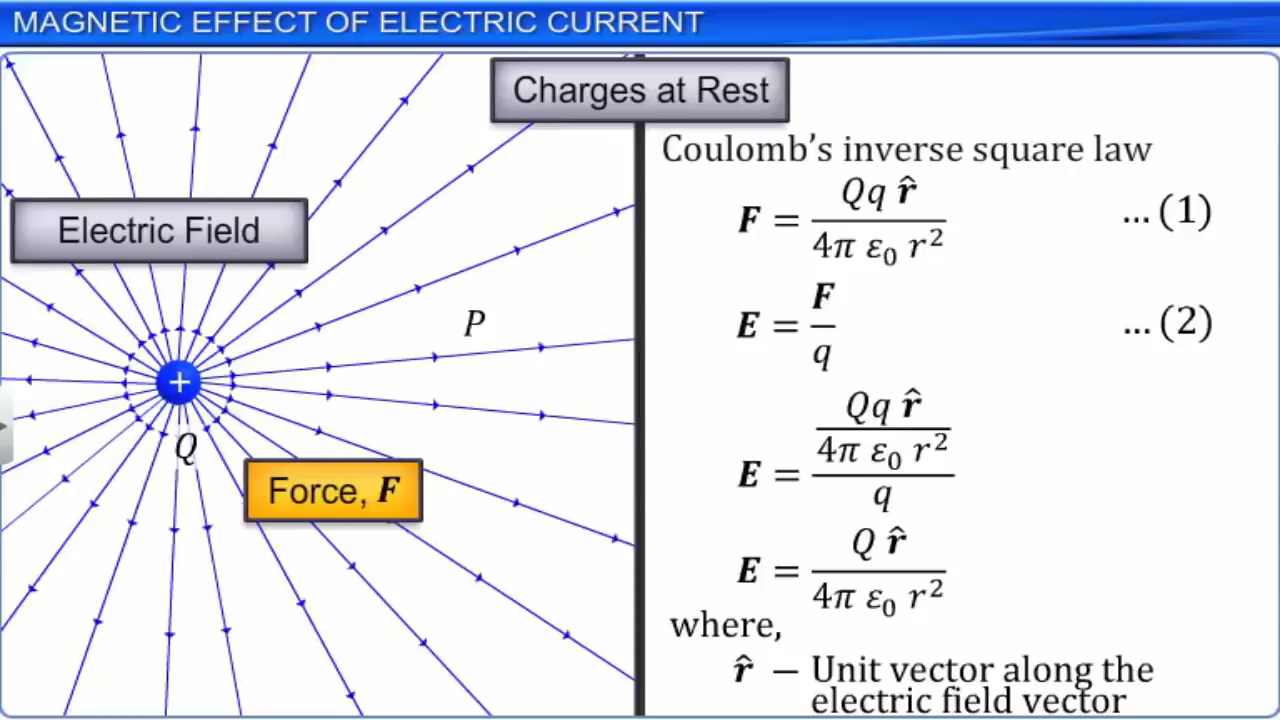 MAGNETIC EFFECT OF ELECTRIC CURRENT
Charges at Rest
Electric Field
P
+
Q
Force, F
Coulomb’s inverse square law
F = Qq r̂ / 4π ε₀ r² ... (1)
E = F / q ... (2)
E = (Qq r̂ / 4π ε₀ r²) / q
E = Q r̂ / 4π ε₀ r²
where,
r̂ – Unit vector along the
electric field vector